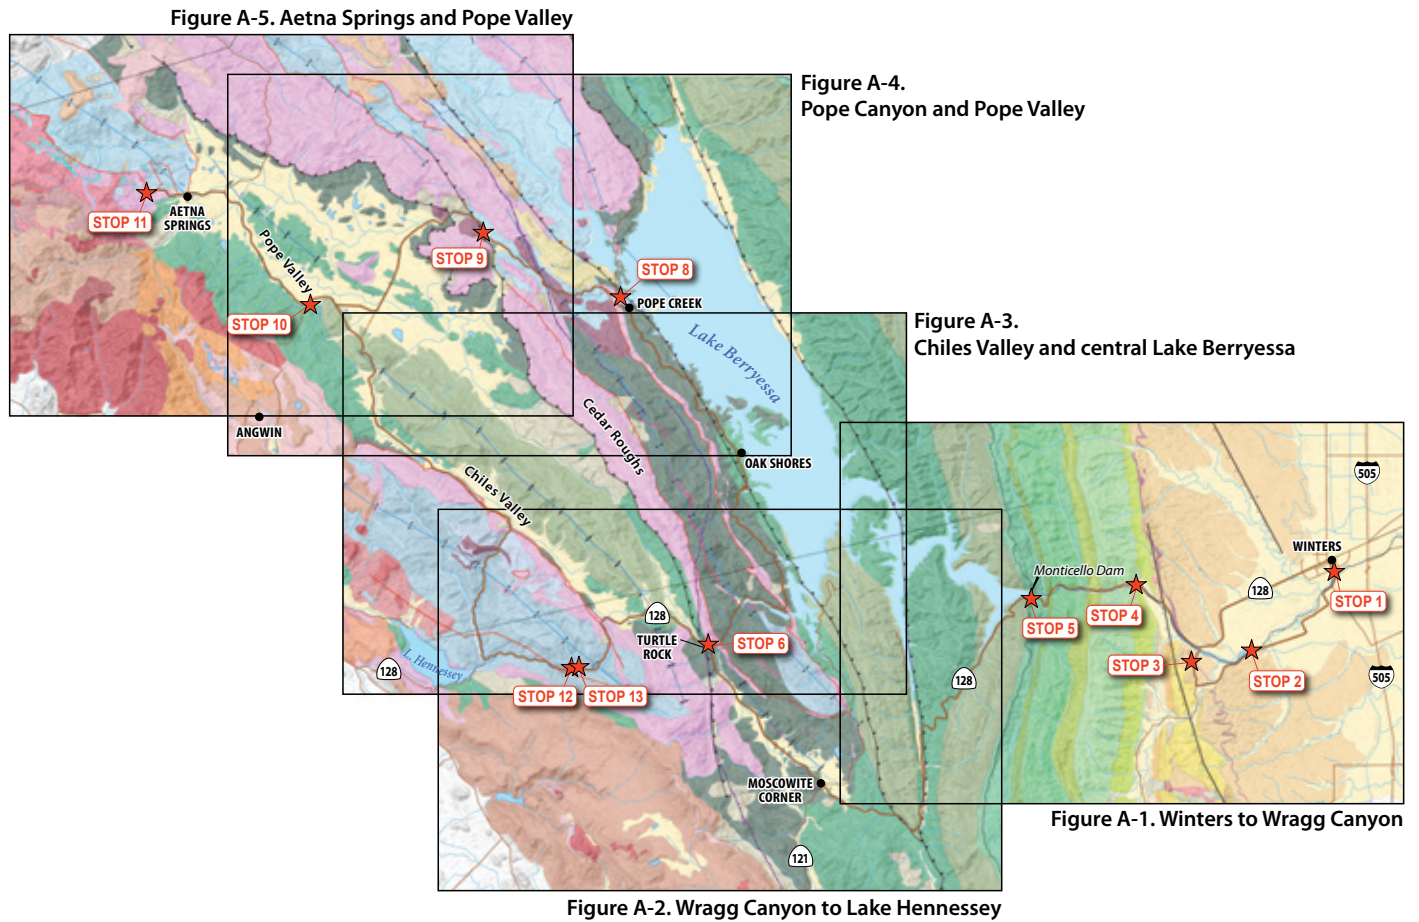 Figure A-5. Aetna Springs and Pope Valley
Figure A-4.
Pope Canyon and Pope Valley
STOP 11
AETNA
SPRINGS
Pope Valley
STOP 9
STOP 8
POPE CREEK
STOP 10
Figure A-3.
Chiles Valley and central Lake Berryessa
Lake Berryessa
ANGWIN
Cedar Roughs
OAK SHORES
Chiles Valley
505
WINTERS
Monticello Dam
128
STOP 1
STOP 4
STOP 5
128
TURTLE
ROCK
STOP 6
L. Hennessey
128
STOP 3
STOP 2
505
128
STOP 12
STOP 13
MOSCOWITE
CORNER
Figure A-1. Winters to Wragg Canyon
121
Figure A-2. Wragg Canyon to Lake Hennessey